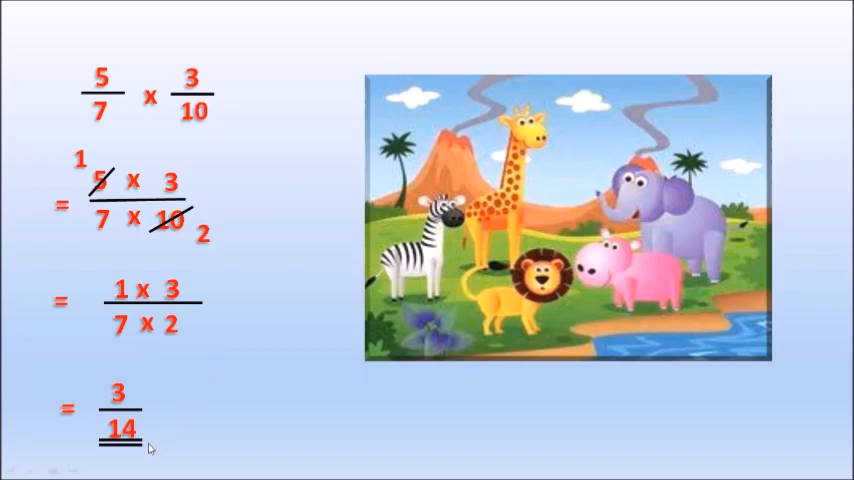 5/7 x 3/10
1
= 5 x 3 / 7 x 10
2
= 1 x 3 / 7 x 2
= 3/14